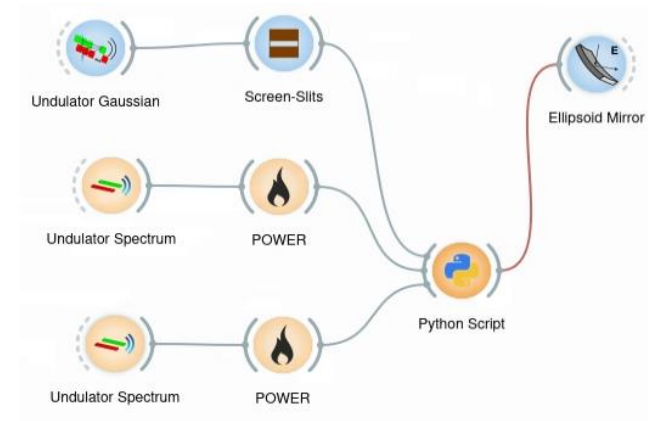 E
Undulator Gaussian
Screen-Slits
Ellipsoid Mirror
Undulator Spectrum
POWER
Python Script
Undulator Spectrum
POWER